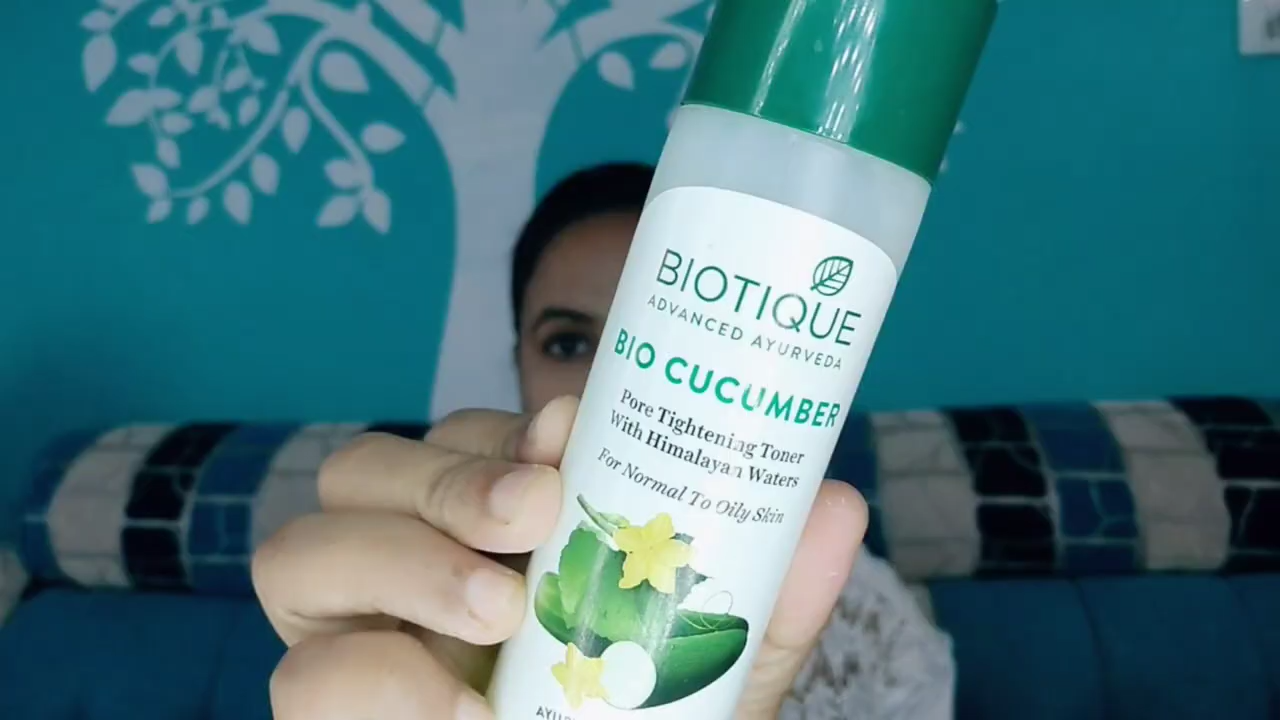 BIOTIQUE
ADVANCED AYURVEDA
BIO CUCUMBER
Pore Tightening Toner
With Himalayan Waters
For Normal To Oily Skin